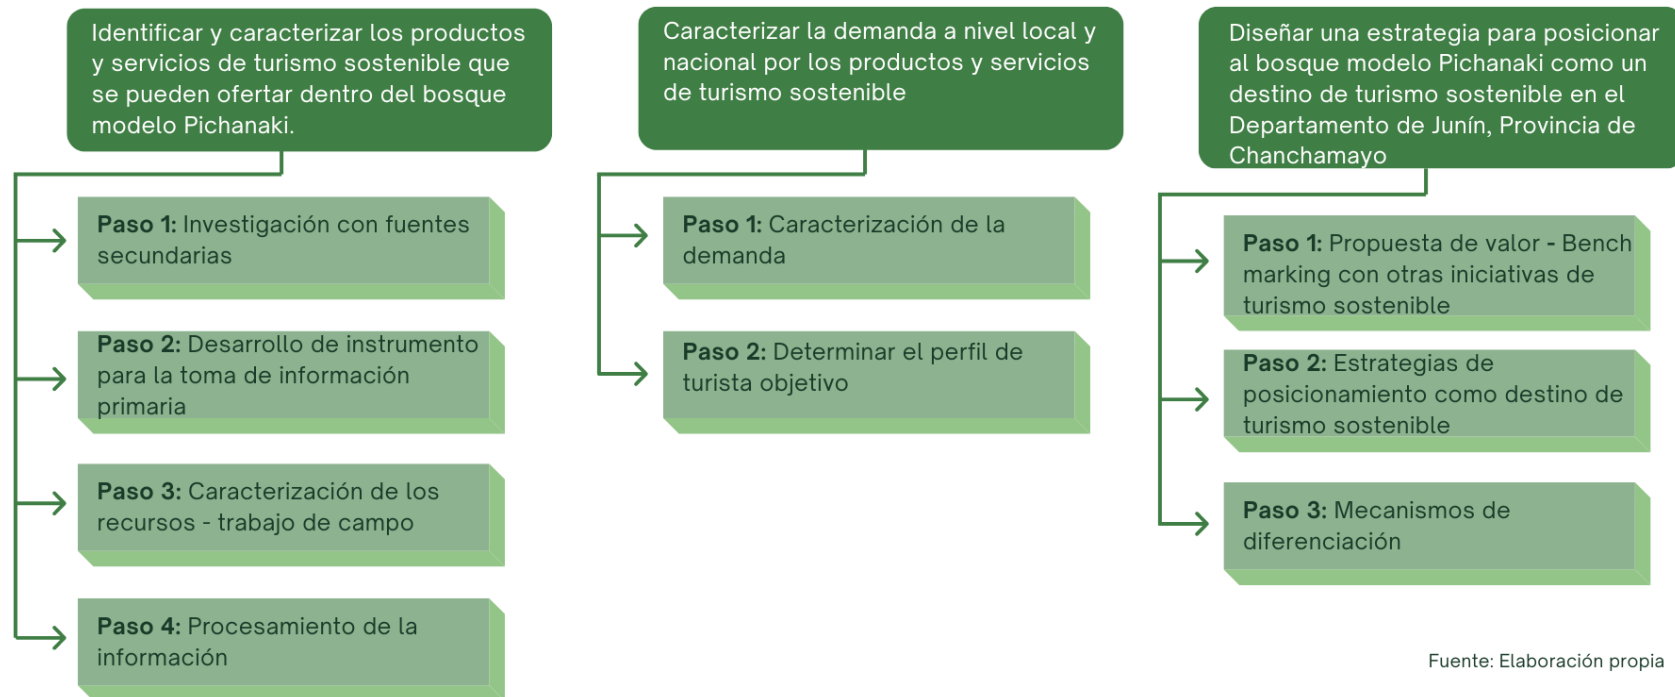 Identificar y caracterizar los productos
y servicios de turismo sostenible que
se pueden ofertar dentro del bosque
modelo Pichanaki.
Paso 1: Investigación con fuentes
secundarias
Paso 2: Desarrollo de instrumento
para la toma de información
primaria
Paso 3: Caracterización de los
recursos - trabajo de campo
Paso 4: Procesamiento de la
información
Caracterizar la demanda a nivel local y
nacional por los productos y servicios
de turismo sostenible
Paso 1: Caracterización de la
demanda
Paso 2: Determinar el perfil de
turista objetivo
Diseñar una estrategia para posicionar
al bosque modelo Pichanaki como un
destino de turismo sostenible en el
Departamento de Junín, Provincia de
Chanchamayo
Paso 1: Propuesta de valor - Bench
marking con otras iniciativas de
turismo sostenible
Paso 2: Estrategias de
posicionamiento como destino de
turismo sostenible
Paso 3: Mecanismos de
diferenciación
Fuente: Elaboración propia